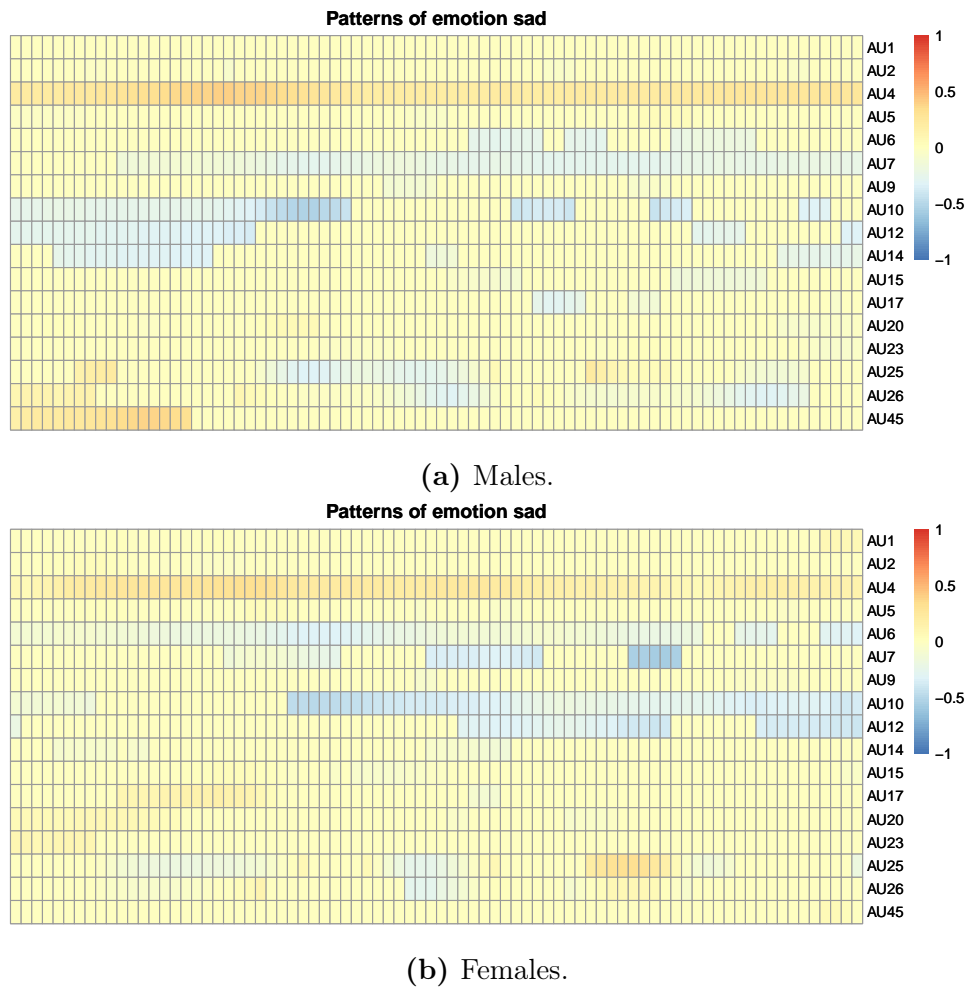 Patterns of emotion sad
AU1
AU2
AU4
AU5
AU6
AU7
AU9
AU10
AU12
AU14
AU15
AU17
AU20
AU23
AU25
AU26
AU45
1
0.5
0
−0.5
−1
(a) Males.
Patterns of emotion sad
AU1
AU2
AU4
AU5
AU6
AU7
AU9
AU10
AU12
AU14
AU15
AU17
AU20
AU23
AU25
AU26
AU45
1
0.5
0
−0.5
−1
(b) Females.